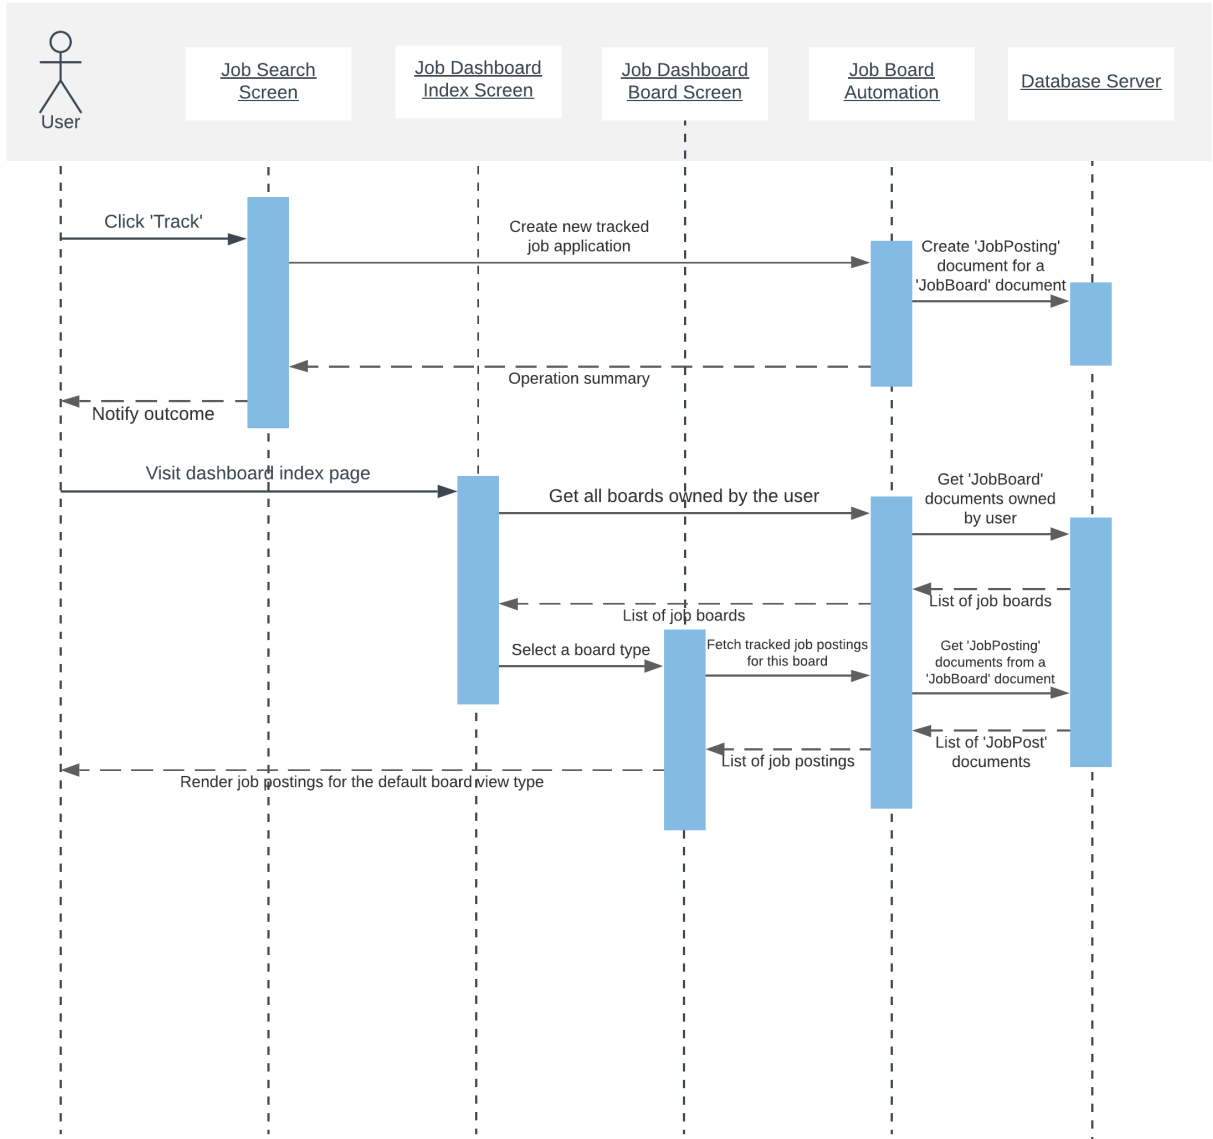 User
Job Search
Screen
Job Dashboard
Index Screen
Job Dashboard
Board Screen
Job Board
Automation
Database Server
Click 'Track'
Create new tracked
job application
Create 'JobPosting'
document for a
'JobBoard' document
Operation summary
Notify outcome
Visit dashboard index page
Get all boards owned by the user
Get 'JobBoard'
documents owned
by user
List of job boards
List of job boards
Select a board type
Fetch tracked job postings
for this board
Get 'JobPosting'
documents from a
'JobBoard' document
List of 'JobPost'
documents
List of job postings
Render job postings for the default board view type